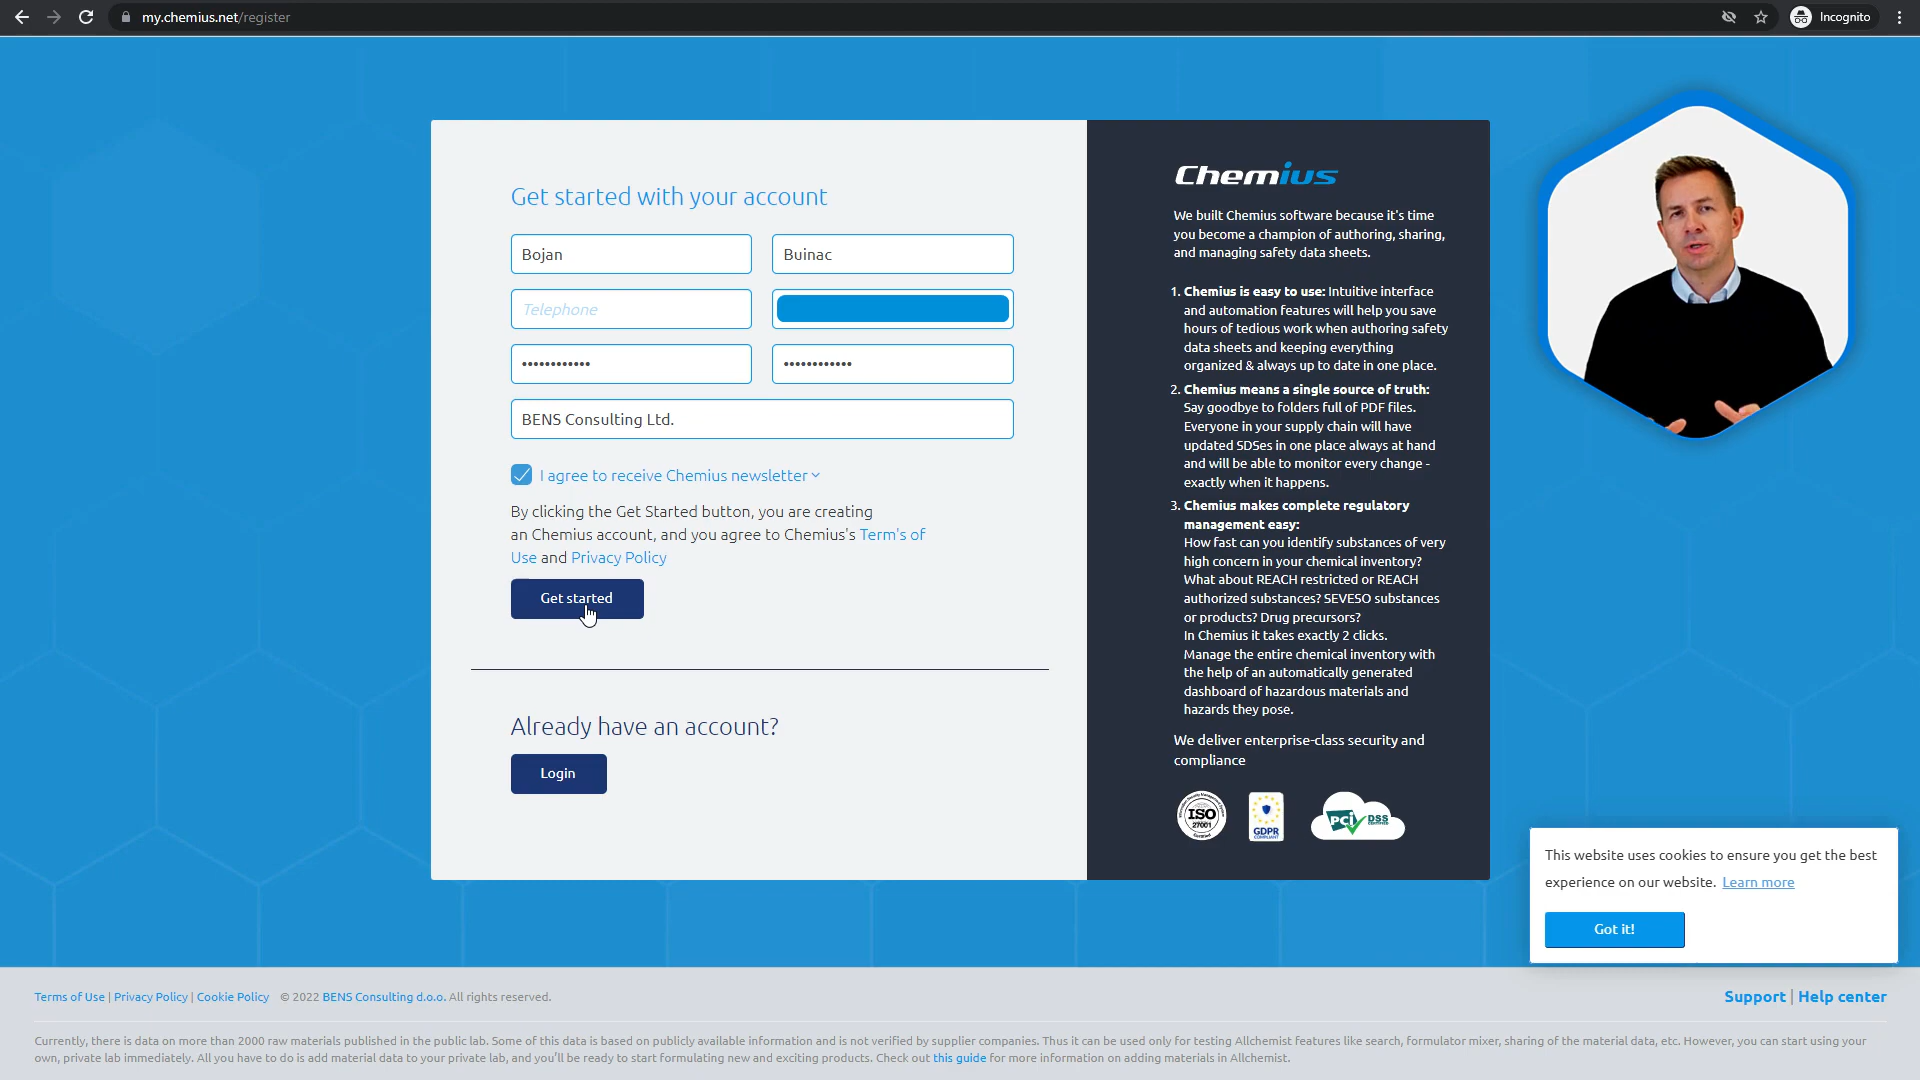 my.chemius.net/register
Incognito
Get started with your account
Bojan
Buinac
Telephone
••••••••••••
••••••••••••
BENS Consulting Ltd.
I agree to receive Chemius newsletter
By clicking the Get Started button, you are creating
an Chemius account, and you agree to Chemius's Term's of
Use and Privacy Policy
Get started
Already have an account?
Login
Chemius
We built Chemius software because it's time
you become a champion of authoring, sharing,
and managing safety data sheets.
1. Chemius is easy to use: Intuitive interface
and automation features will help you save
hours of tedious work when authoring safety
data sheets and keeping everything
organized & always up to date in one place.
2. Chemius means a single source of truth:
Say goodbye to folders full of PDF files.
Everyone in your supply chain will have
updated SDSes in one place always at hand
and will be able to monitor every change -
exactly when it happens.
3. Chemius makes complete regulatory
management easy:
How fast can you identify substances of very
high concern in your chemical inventory?
What about REACH restricted or REACH
authorized substances? SEVESO substances
or products? Drug precursors?
In Chemius it takes exactly 2 clicks.
Manage the entire chemical inventory with
the help of an automatically generated
dashboard of hazardous materials and
hazards they pose.
We deliver enterprise-class security and
compliance
ISO
27001
GDPR
COMPLIANT
PCI DSS
This website uses cookies to ensure you get the best
experience on our website. Learn more
Got it!
Terms of Use | Privacy Policy | Cookie Policy © 2022 BENS Consulting d.o.o. All rights reserved.
Support | Help center
Currently, there is data on more than 2000 raw materials published in the public lab. Some of this data is based on publicly available information and is not verified by supplier companies. Thus it can be used only for testing Allchemist features like search, formulator mixer, sharing of the material data, etc. However, you can start using your
own, private lab immediately. All you have to do is add material data to your private lab, and you'll be ready to start formulating new and exciting products. Check out this guide for more information on adding materials in Allchemist.